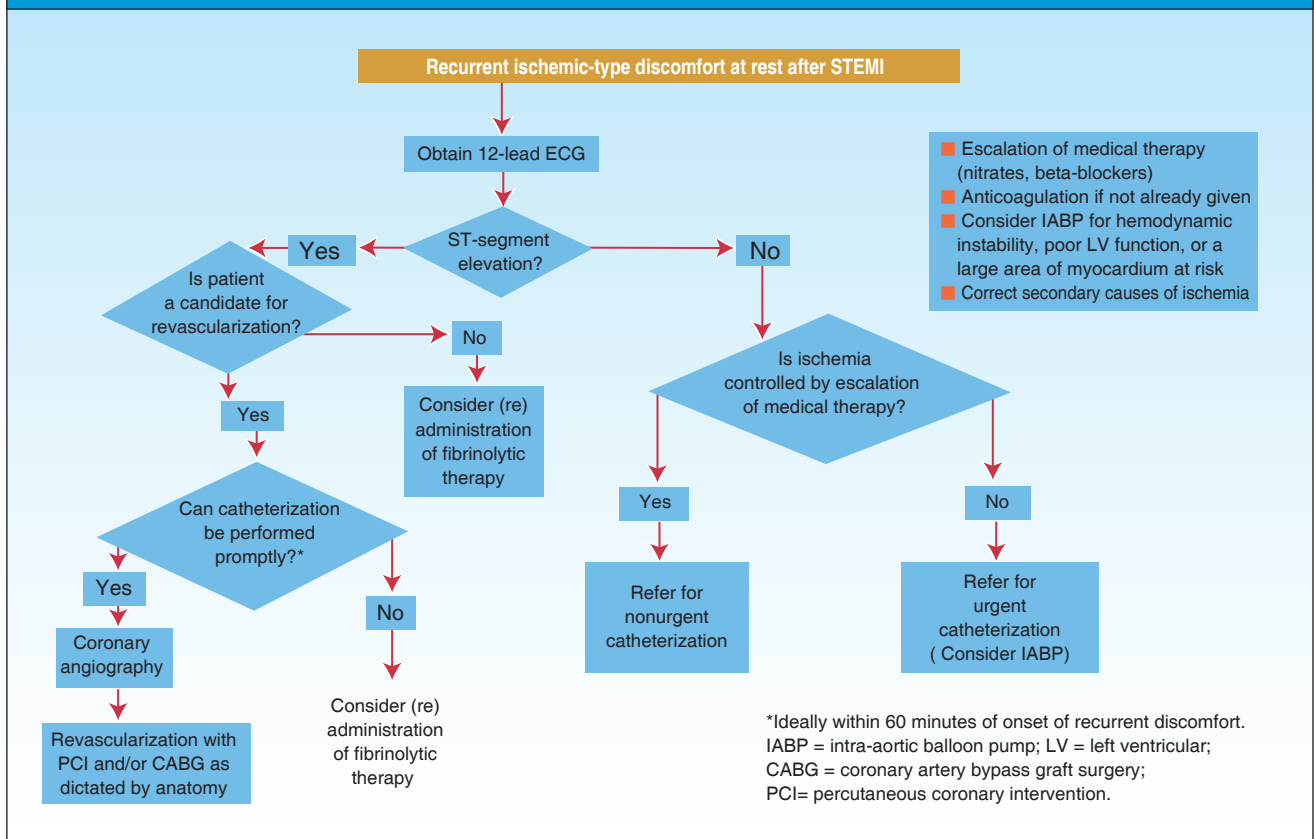 Recurrent ischemic-type discomfort at rest after STEMI
Obtain 12-lead ECG
■ Escalation of medical therapy
(nitrates, beta-blockers)
■ Anticoagulation if not already given
■ Consider IABP for hemodynamic
instability, poor LV function, or a
large area of myocardium at risk
■ Correct secondary causes of ischemia
ST-segment
elevation?
Yes
No
Is patient
a candidate for
revascularization?
No
Consider (re)
administration
of fibrinolytic
therapy
Yes
Can catheterization
be performed
promptly?*
Yes
Coronary
angiography
Revascularization with
PCI and/or CABG as
dictated by anatomy
No
Consider (re)
administration
of fibrinolytic
therapy
Is ischemia
controlled by escalation
of medical therapy?
Yes
Refer for
nonurgent
catheterization
No
Refer for
urgent
catheterization
( Consider IABP)
*Ideally within 60 minutes of onset of recurrent discomfort.
IABP = intra-aortic balloon pump; LV = left ventricular;
CABG = coronary artery bypass graft surgery;
PCI= percutaneous coronary intervention.